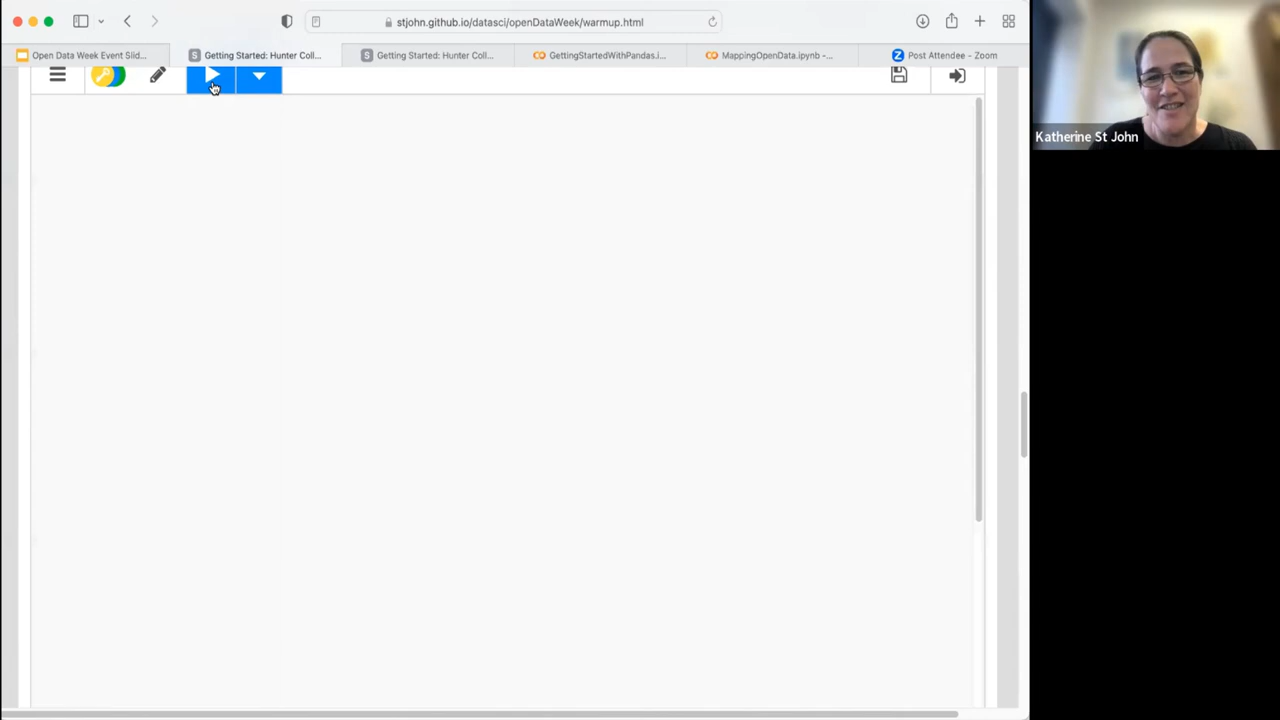 stjohn.github.io/datasci/openDataWeek/warmup.html
Open Data Week Event Slid...
S Getting Started: Hunter Coll...
S Getting Started: Hunter Coll...
GettingStartedWithPandas.i...
MappingOpenData.ipynb -...
Z Post Attendee - Zoom
Katherine St John